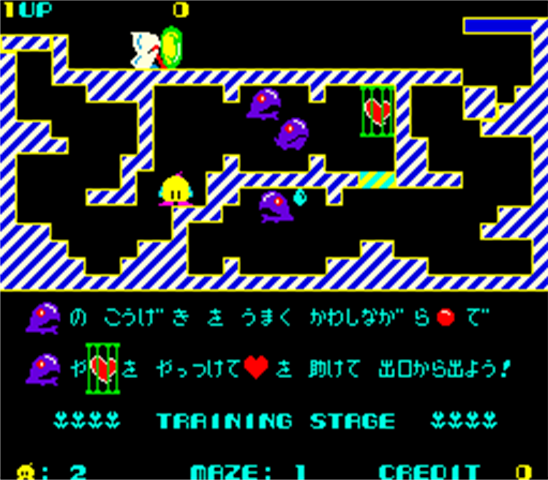 1UP 0
の こうげ"き を うまく かわしなか"ら で"
や を やっつけて を 助けて 出口から出よう!
TRAINING STAGE
: 2 MAZE: 1 CREDIT 0